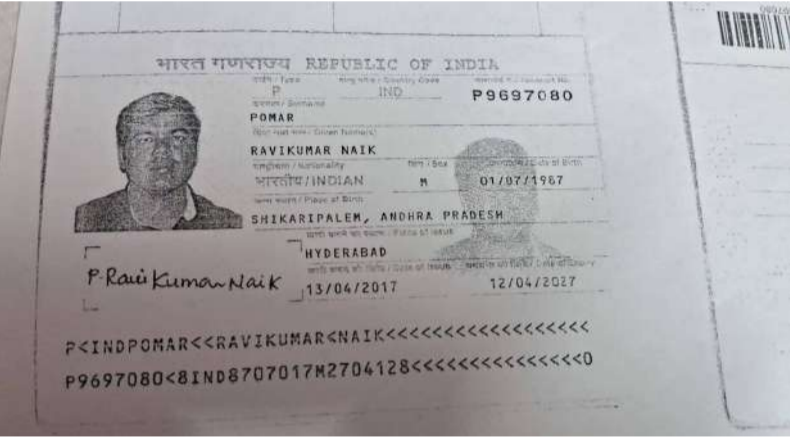 भारत गणराज्य REPUBLIC OF INDIA
P IND P9697080
POMAR
RAVIKUMAR NAIK
भारतीय/INDIAN M 01/07/1987
SHIKARIPALEM, ANDHRA PRADESH
HYDERABAD
P. Ravi Kumar Naik
13/04/2017 12/04/2027
P<INDPOMAR<<RAVIKUMAR<NAIK<<<<<<<<<<<<<<<<<<
P9697080<8IND8707017M2704128<<<<<<<<<<<<<<<0